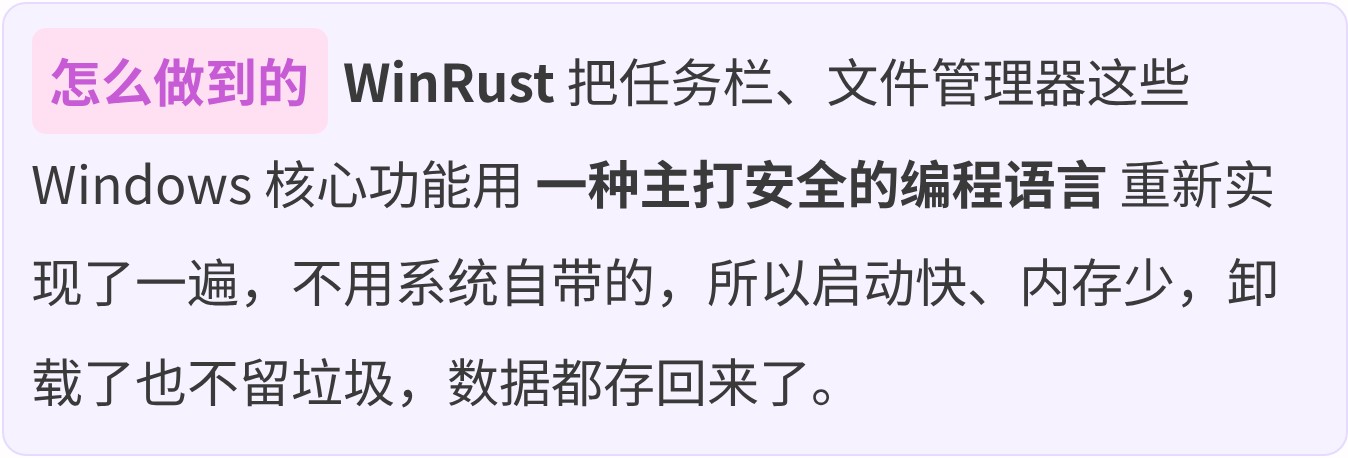 怎么做到的 WinRust 把任务栏、文件管理器这些
Windows 核心功能用 一种主打安全的编程语言 重新实
现了一遍，不用系统自带的，所以启动快、内存少，卸
载了也不留垃圾，数据都存回来了。